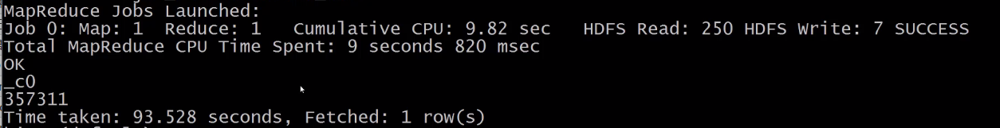 MapReduce Jobs Launched:
Job 0: Map: 1  Reduce: 1   Cumulative CPU: 9.82 sec   HDFS Read: 250 HDFS Write: 7 SUCCESS
Total MapReduce CPU Time Spent: 9 seconds 820 msec
OK
_c0
357311
Time taken: 93.528 seconds, Fetched: 1 row(s)